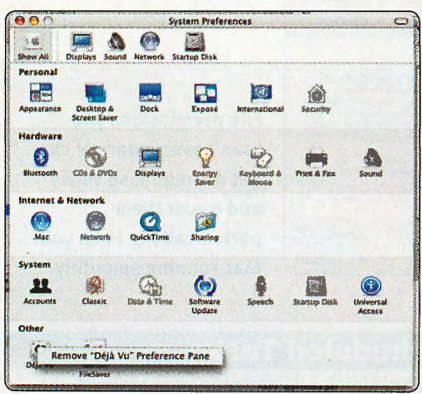 System Preferences
Show All Displays Sound Network Startup Disk
Personal
Appearance Desktop & Screen Saver Dock Exposé International Security
Hardware
Bluetooth CDs & DVDs Displays Energy Saver Keyboard & Mouse Print & Fax Sound
Internet & Network
.Mac Network QuickTime Sharing
System
Accounts Classic Date & Time Software Update Speech Startup Disk Universal Access
Other
Remove "Déjà Vu" Preference Pane
FileSaver